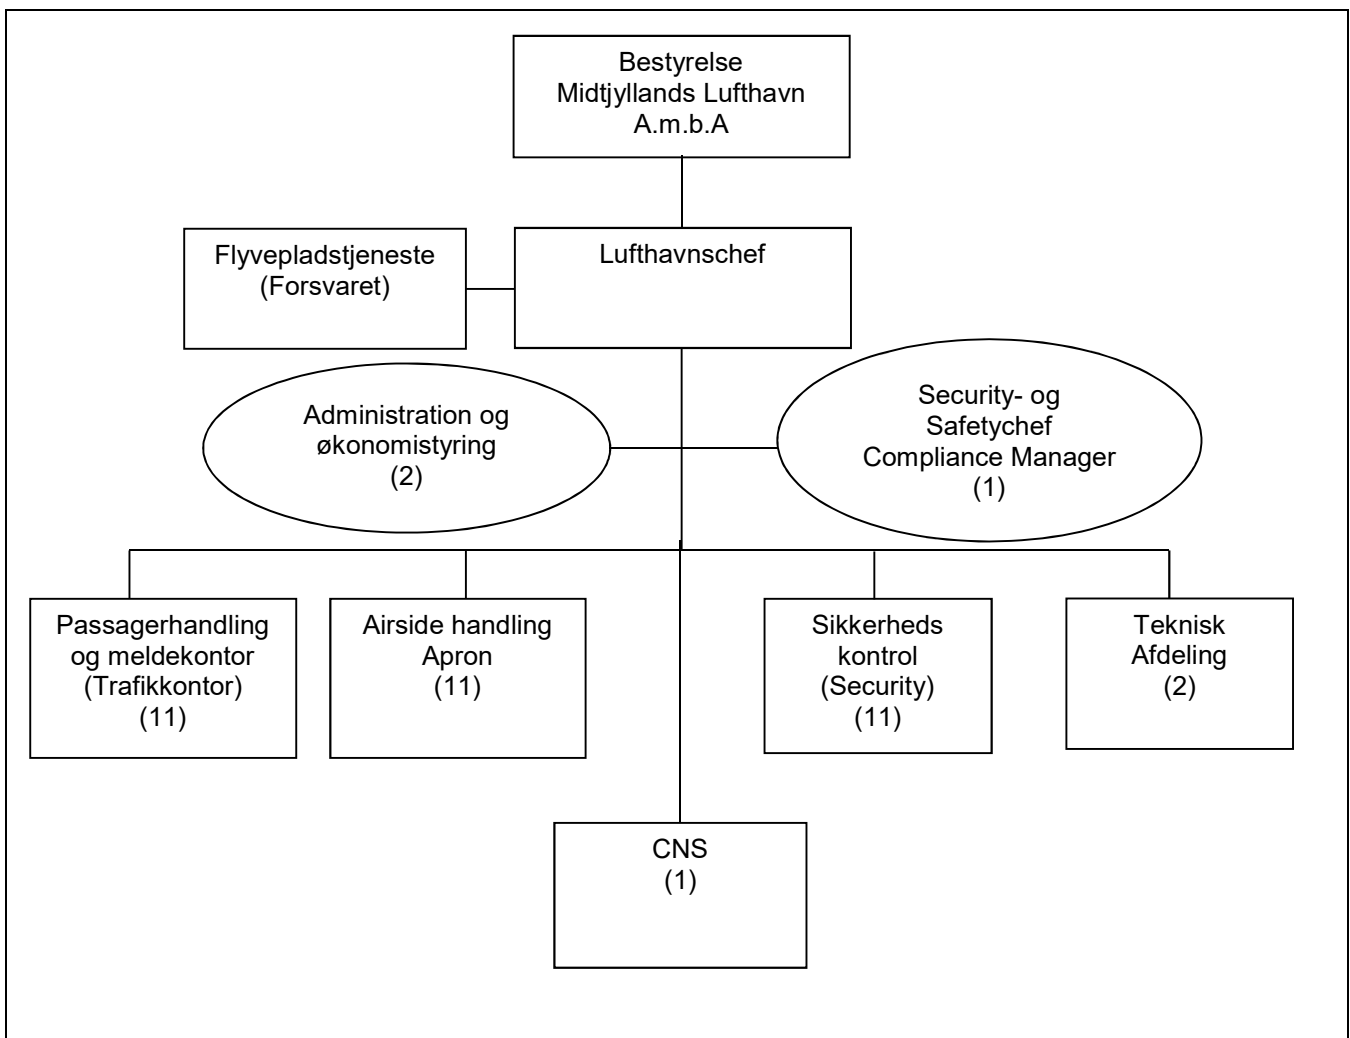 Bestyrelse
Midtjyllands Lufthavn
A.m.b.A
Flyvepladstjeneste
(Forsvaret)
Lufthavnschef
Administration og
økonomistyring
(2)
Security- og
Safetychef
Compliance Manager
(1)
Passagerhandling
og meldekontor
(Trafikkontor)
(11)
Airside handling
Apron
(11)
Sikkerheds
kontrol
(Security)
(11)
Teknisk
Afdeling
(2)
CNS
(1)